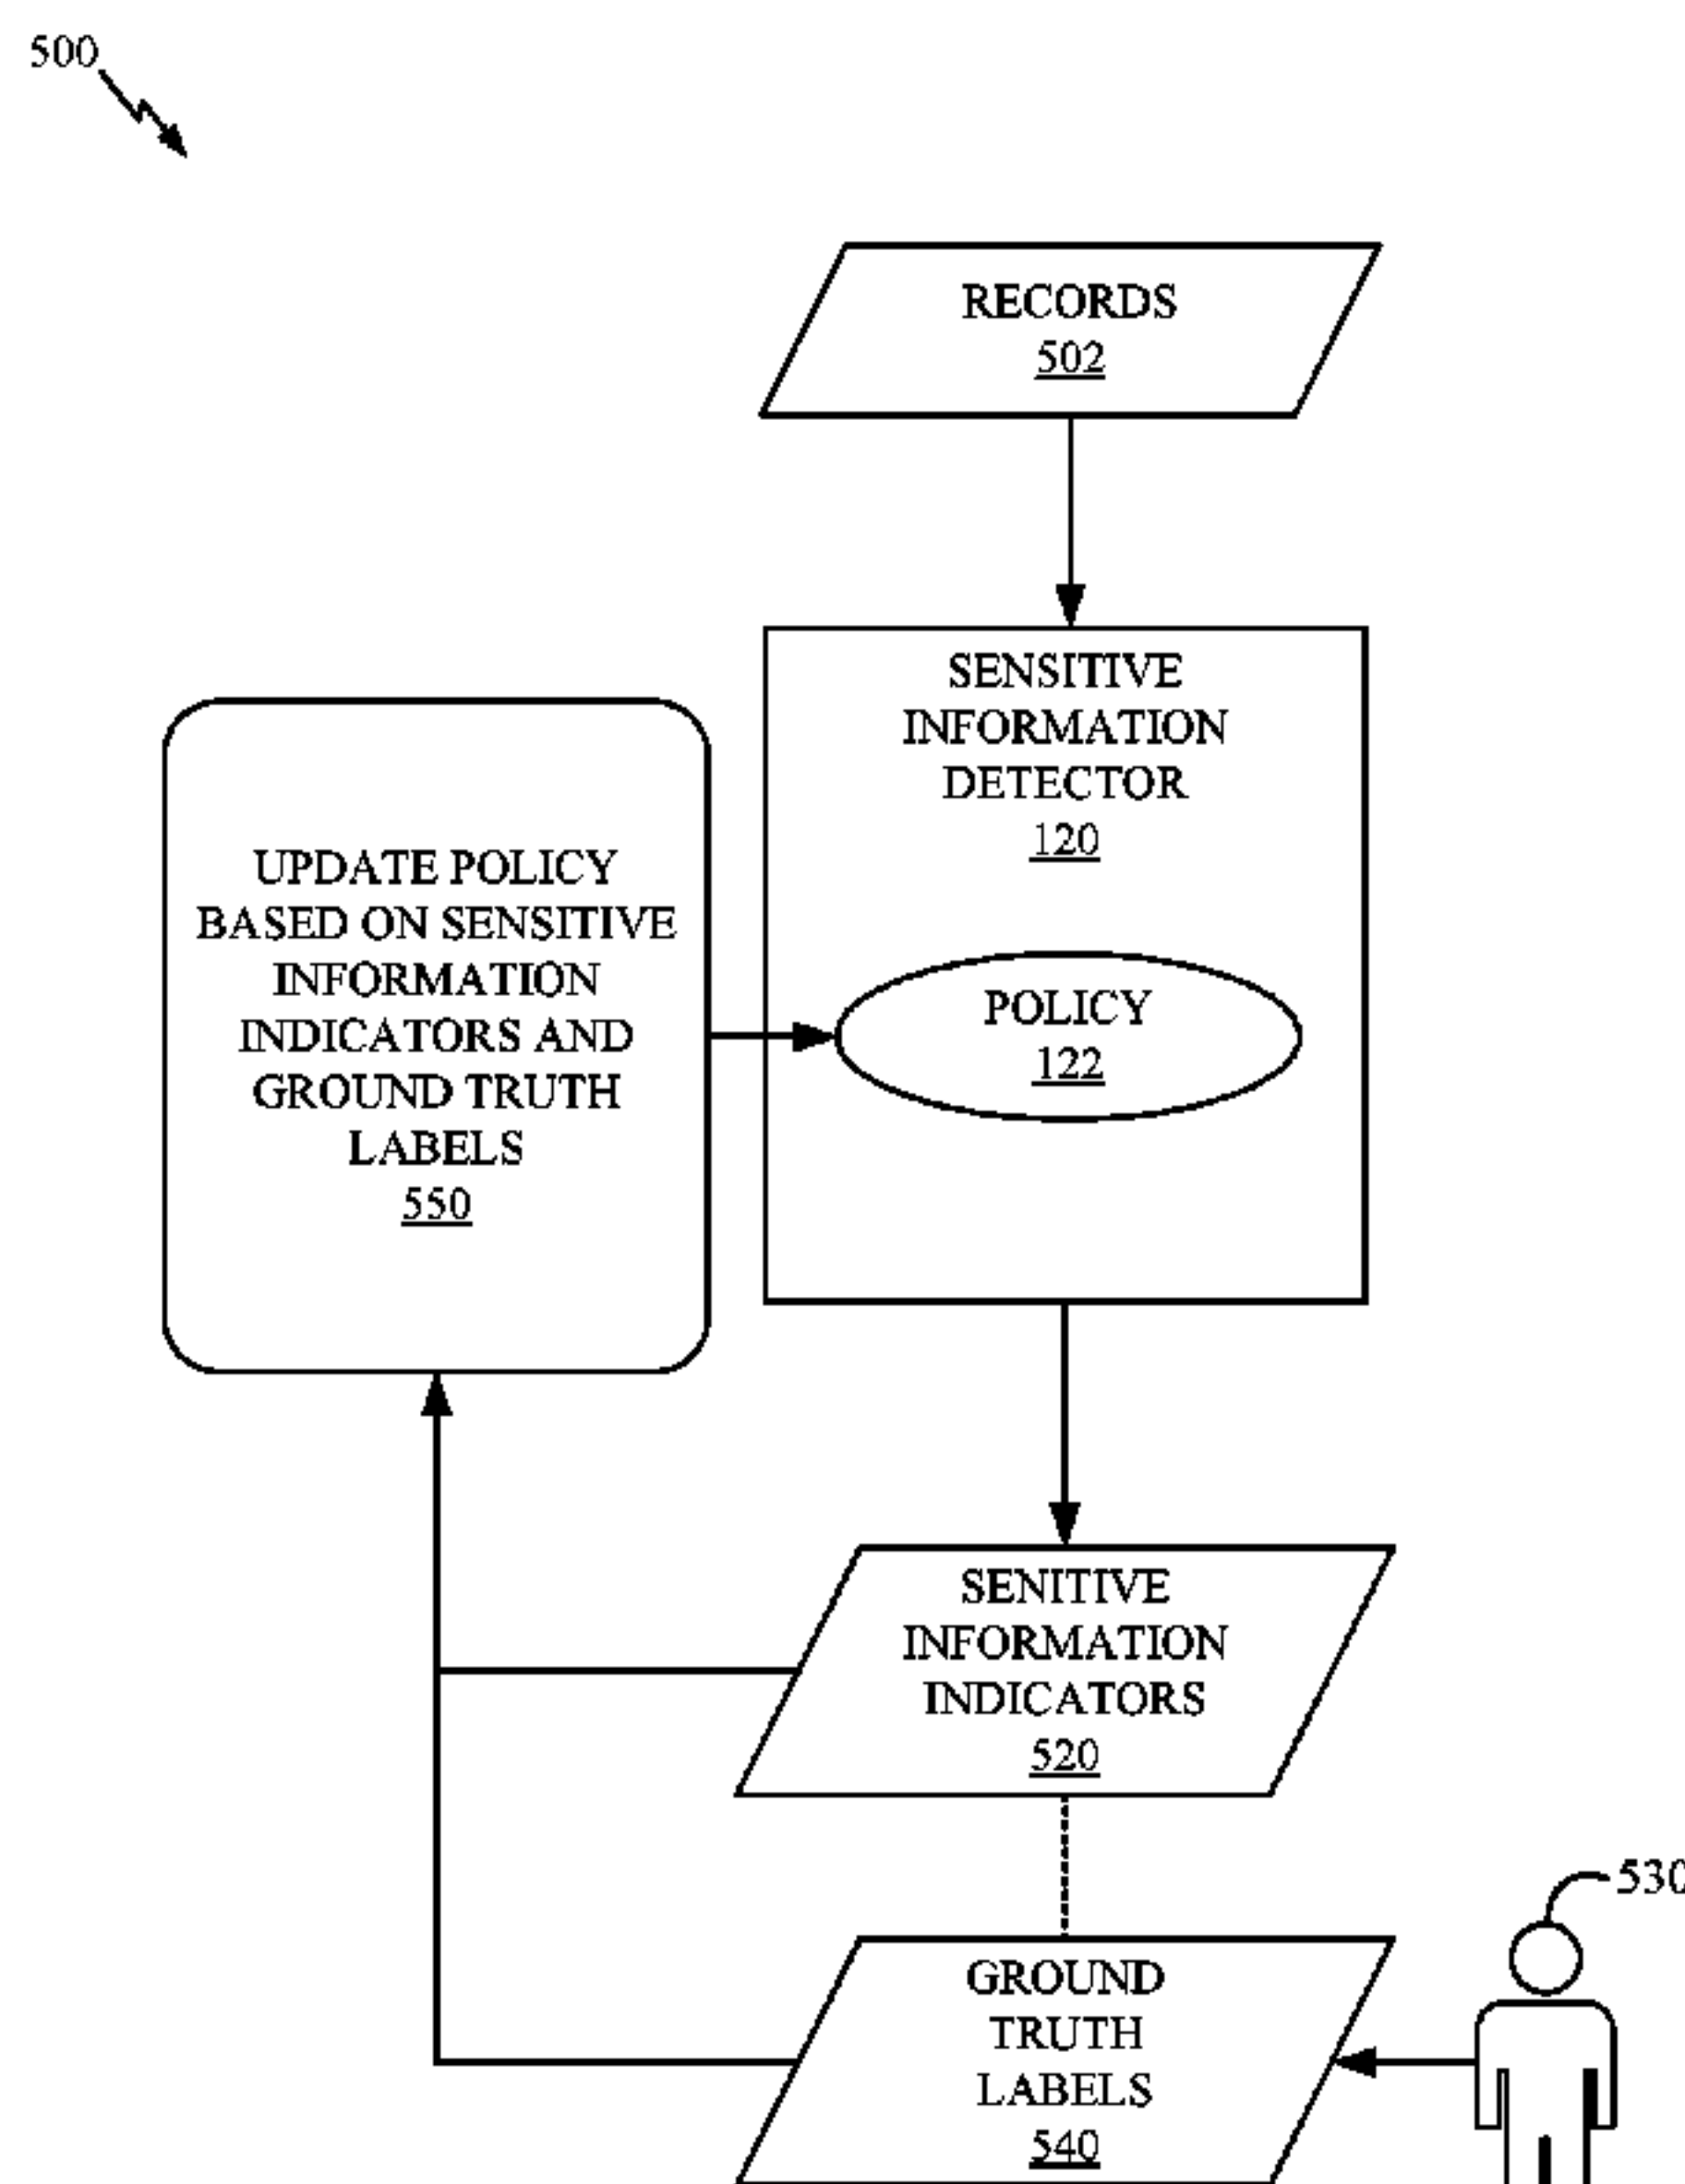 500
RECORDS
502
SENSITIVE
INFORMATION
DETECTOR
120
POLICY
122
UPDATE POLICY
BASED ON SENSITIVE
INFORMATION
INDICATORS AND
GROUND TRUTH
LABELS
550
SENITIVE
INFORMATION
INDICATORS
520
530
GROUND
TRUTH
LABELS
540